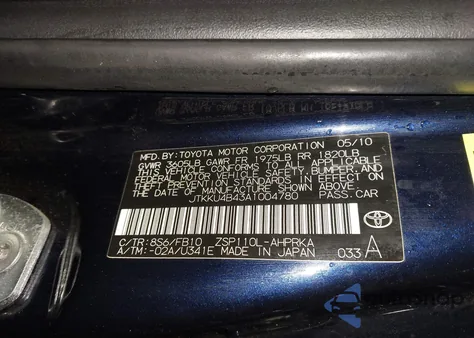 MFD.BY:TOYOTA MOTOR CORPORATION 05/10
GVWR 3605LB GAWR FR 1975LB RR 1820LB
THIS VEHICLE CONFORMS TO ALL APPLICABLE
FEDERAL MOTOR VEHICLE SAFETY, BUMPER, AND
THEFT PREVENTION STANDARDS IN EFFECT ON
THE DATE OF MANUFACTURE SHOWN ABOVE.
JTKKU4B43A1004780 PASS.CAR
C/TR:8S6/FB10 ZSP110L-AHPRKA
A/TM:-02A/U341E MADE IN JAPAN 033 A